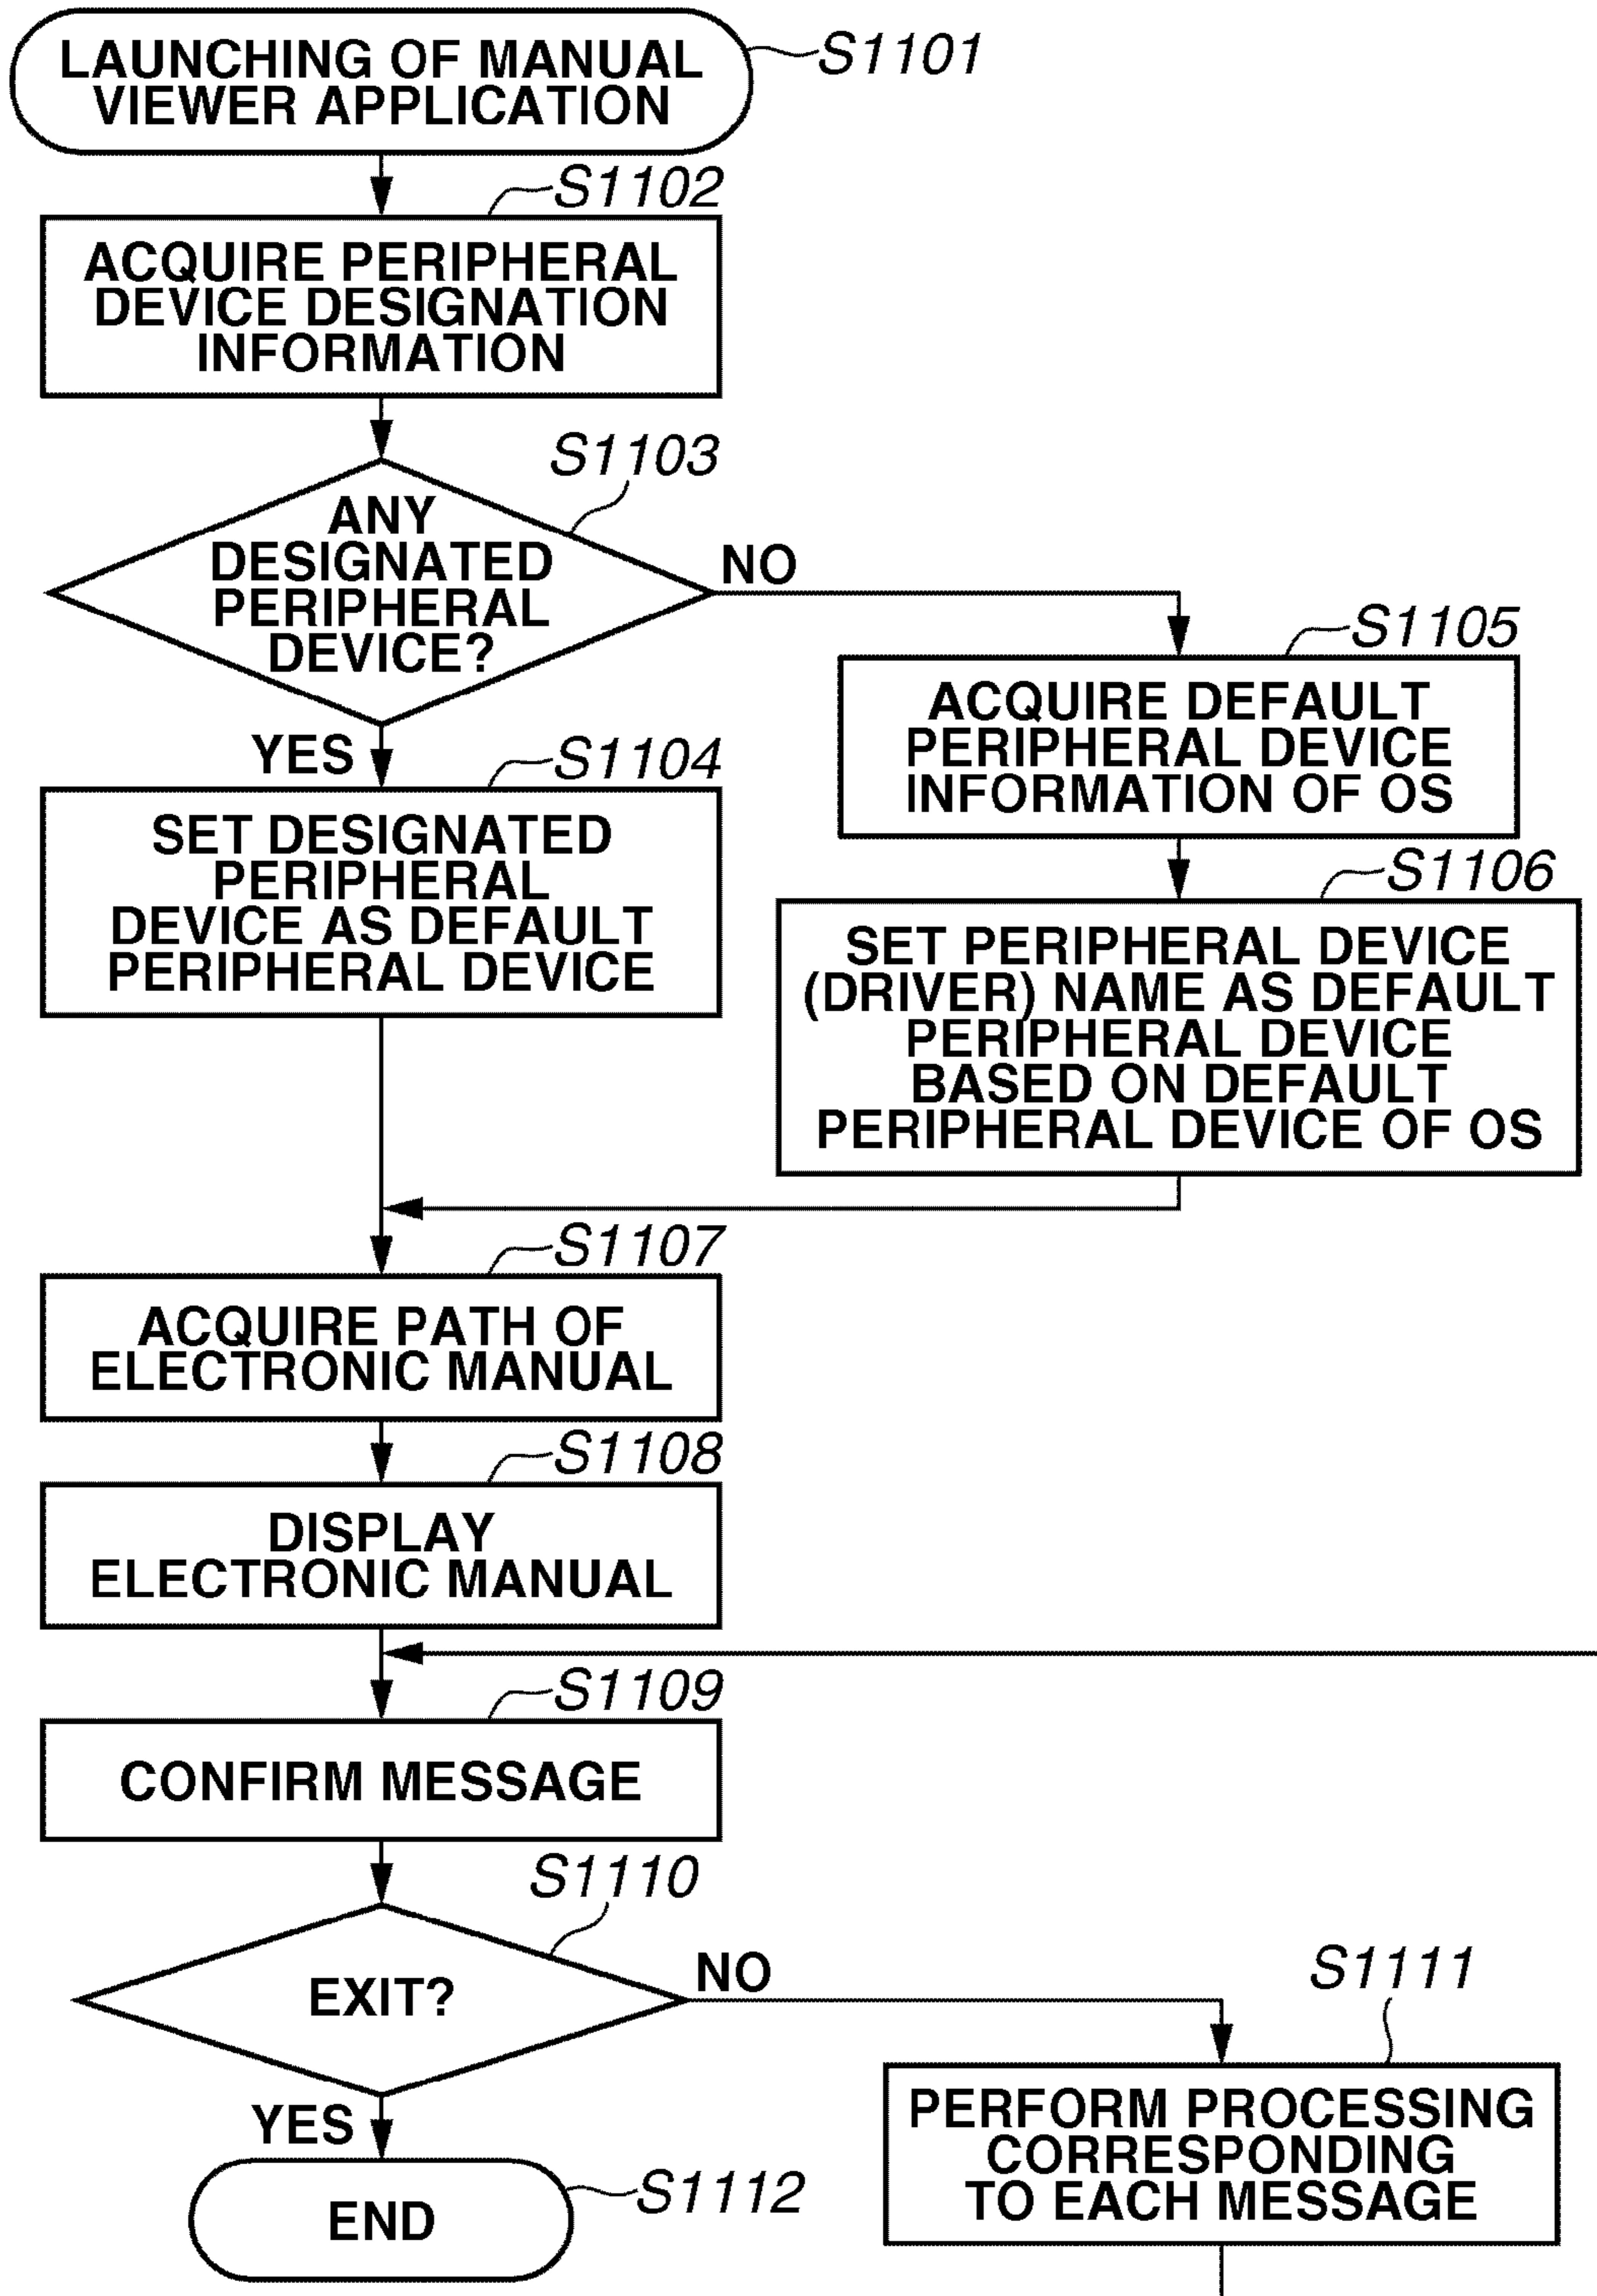 LAUNCHING OF MANUAL
VIEWER APPLICATION
S1101
S1102
ACQUIRE PERIPHERAL
DEVICE DESIGNATION
INFORMATION
S1103
ANY
DESIGNATED
PERIPHERAL
DEVICE?
NO
YES
S1104
SET DESIGNATED
PERIPHERAL
DEVICE AS DEFAULT
PERIPHERAL DEVICE
S1105
ACQUIRE DEFAULT
PERIPHERAL DEVICE
INFORMATION OF OS
S1106
SET PERIPHERAL DEVICE
(DRIVER) NAME AS DEFAULT
PERIPHERAL DEVICE
BASED ON DEFAULT
PERIPHERAL DEVICE OF OS
S1107
ACQUIRE PATH OF
ELECTRONIC MANUAL
S1108
DISPLAY
ELECTRONIC MANUAL
S1109
CONFIRM MESSAGE
S1110
EXIT?
NO
S1111
PERFORM PROCESSING
CORRESPONDING
TO EACH MESSAGE
YES
END
S1112